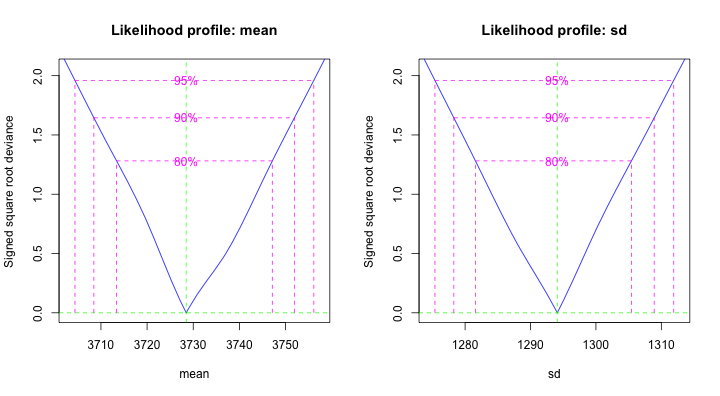 Likelihood profile: mean
Signed square root deviance
2.0
1.5
1.0
0.5
0.0
95%
90%
80%
3710 3720 3730 3740 3750
mean
Likelihood profile: sd
Signed square root deviance
2.0
1.5
1.0
0.5
0.0
95%
90%
80%
1280 1290 1300 1310
sd